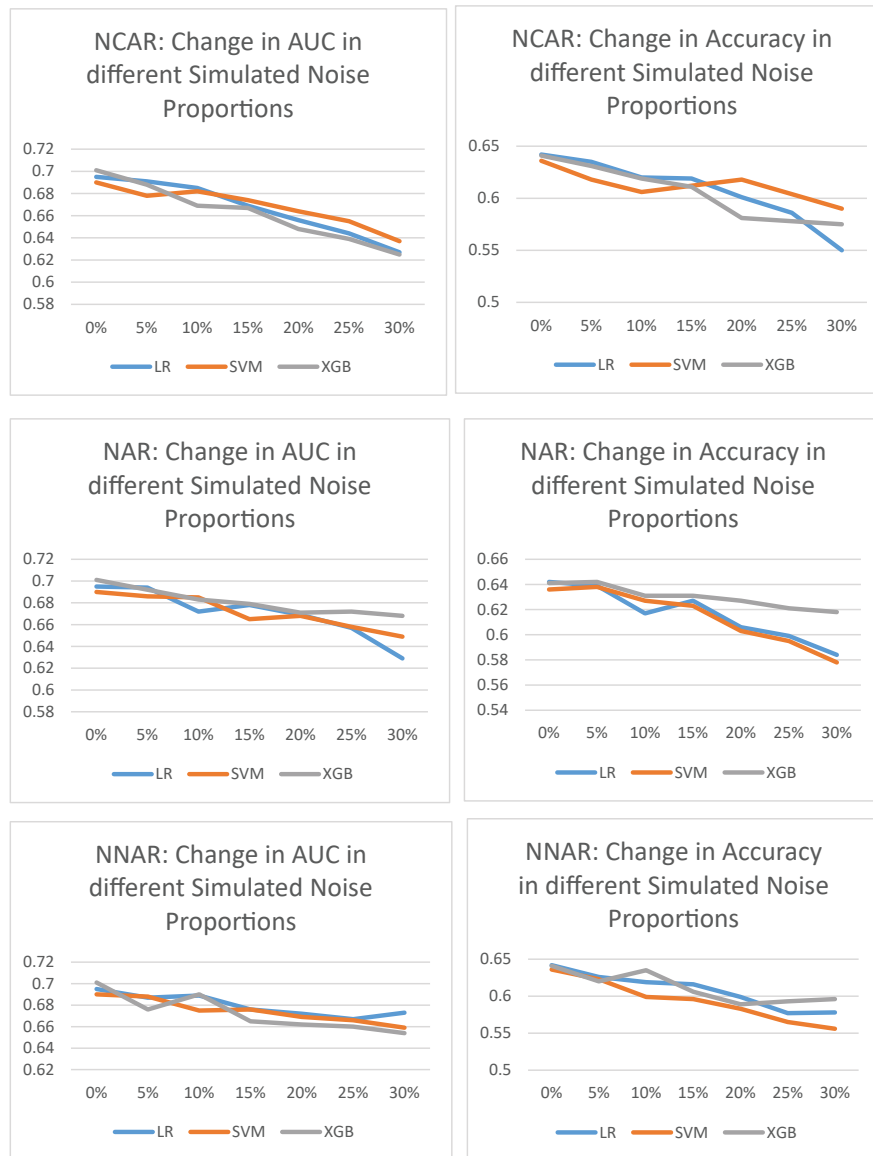 NCAR: Change in AUC in
different Simulated Noise
Proportions
0.72
0.7
0.68
0.66
0.64
0.62
0.6
0.58
0% 5% 10% 15% 20% 25% 30%
LR SVM XGB
NCAR: Change in Accuracy in
different Simulated Noise
Proportions
0.65
0.6
0.55
0.5
0% 5% 10% 15% 20% 25% 30%
LR SVM XGB
NAR: Change in AUC in
different Simulated Noise
Proportions
0.72
0.7
0.68
0.66
0.64
0.62
0.6
0.58
0% 5% 10% 15% 20% 25% 30%
LR SVM XGB
NAR: Change in Accuracy in
different Simulated Noise
Proportions
0.66
0.64
0.62
0.6
0.58
0.56
0.54
0% 5% 10% 15% 20% 25% 30%
LR SVM XGB
NNAR: Change in AUC in
different Simulated Noise
Proportions
0.72
0.7
0.68
0.66
0.64
0.62
0% 5% 10% 15% 20% 25% 30%
LR SVM XGB
NNAR: Change in Accuracy
in different Simulated Noise
Proportions
0.65
0.6
0.55
0.5
0% 5% 10% 15% 20% 25% 30%
LR SVM XGB